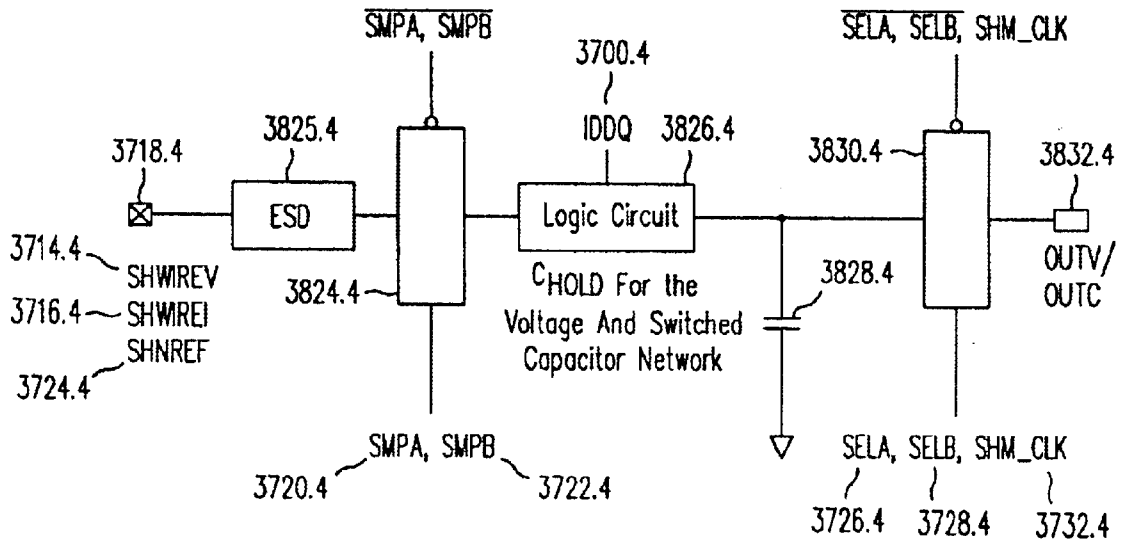 SMPA, SMPB
SELA, SELB, SHM_CLK
3700.4
3825.4
IDDQ
3826.4
3718.4
3830.4
3832.4
ESD
Logic Circuit
3714.4
SHWIREV
3824.4
CHOLD For the
3828.4
OUTV/
3716.4
SHWIREI
Voltage And Switched
OUTC
SHNREF
Capacitor Network
3724.4
SMPA, SMPB
SELA, SELB, SHM_CLK
3720.4
3722.4
3726.4
3728.4
3732.4